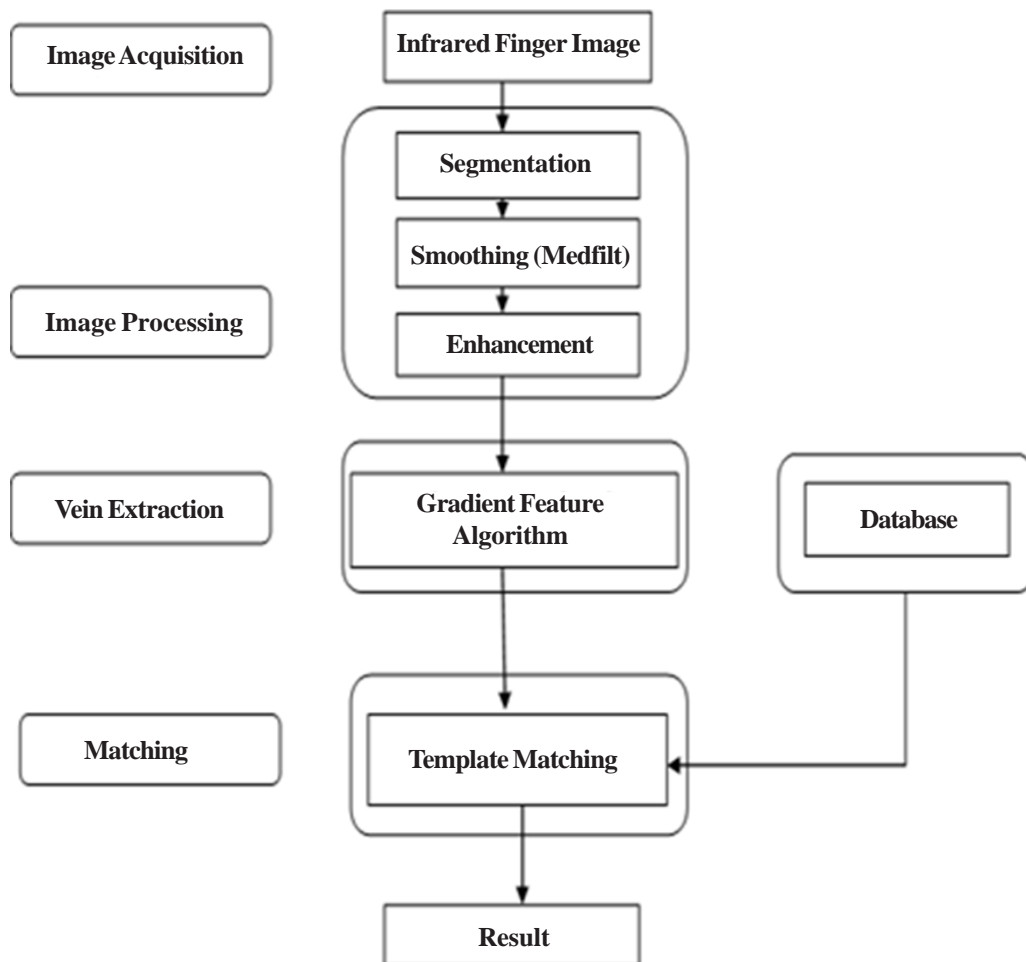 Image Acquisition
Infrared Finger Image
Segmentation
Smoothing (Medfilt)
Image Processing
Enhancement
Vein Extraction
Gradient Feature
Algorithm
Database
Matching
Template Matching
Result